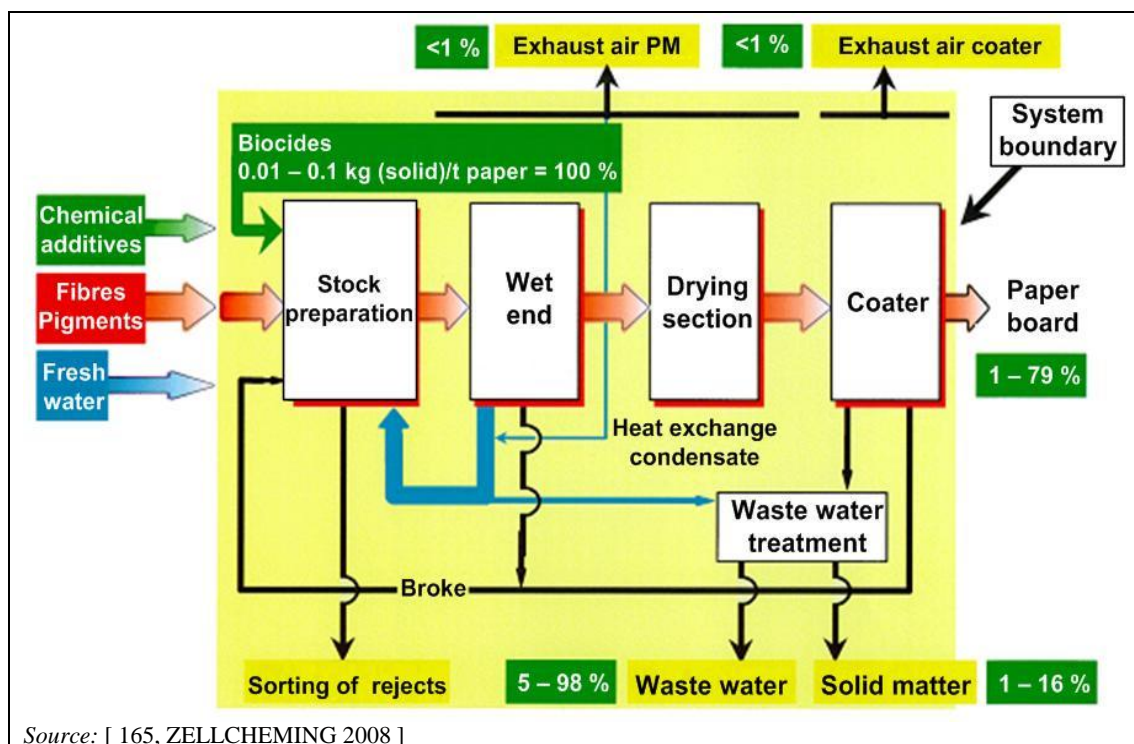 <1 %
Exhaust air PM
<1 %
Exhaust air coater
System
boundary
Biocides
0.01 – 0.1 kg (solid)/t paper = 100 %
Chemical
additives
Fibres
Pigments
Fresh
water
Stock
preparation
Wet
end
Drying
section
Coater
Paper
board
1 – 79 %
Heat exchange
condensate
Waste water
treatment
Broke
Sorting of rejects
5 – 98 %
Waste water
Solid matter
1 – 16 %
Source: [ 165, ZELLCHEMING 2008 ]